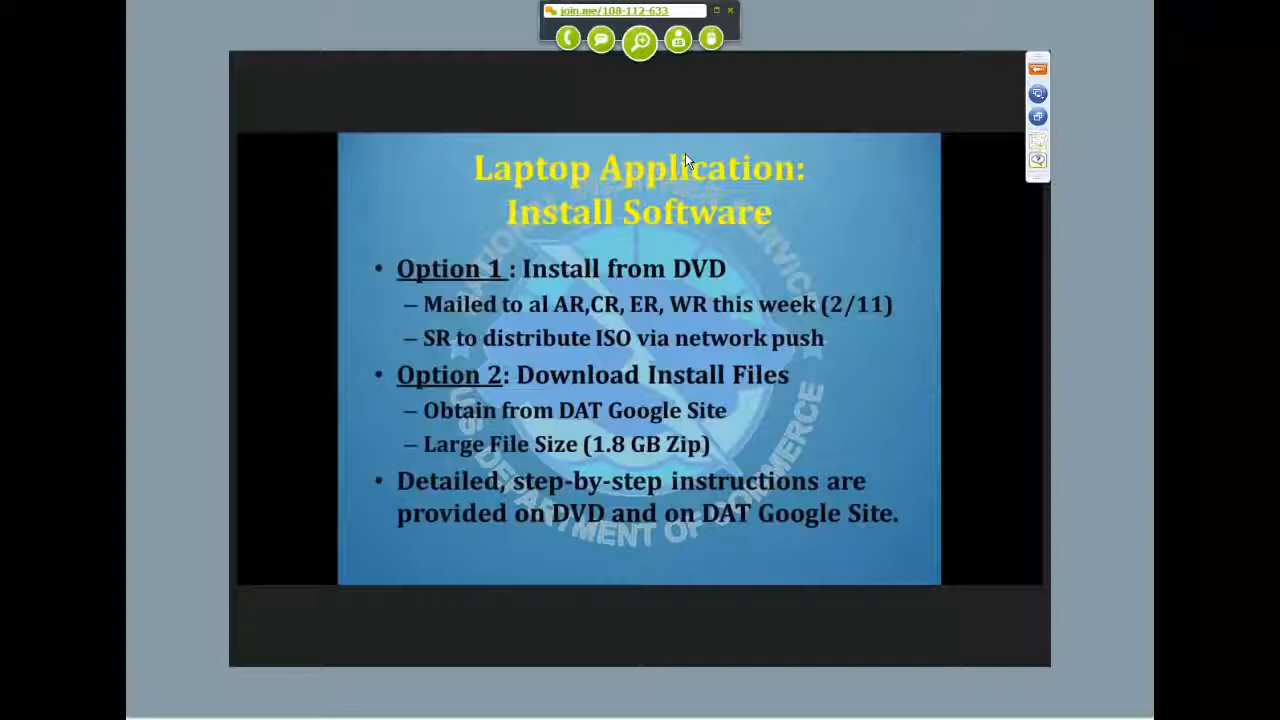 join.me/108-112-633
Laptop Application:
Install Software
• Option 1 : Install from DVD
– Mailed to al AR,CR, ER, WR this week (2/11)
– SR to distribute ISO via network push
• Option 2: Download Install Files
– Obtain from DAT Google Site
– Large File Size (1.8 GB Zip)
• Detailed, step-by-step instructions are
provided on DVD and on DAT Google Site.
U.S. DEPARTMENT OF COMMERCE